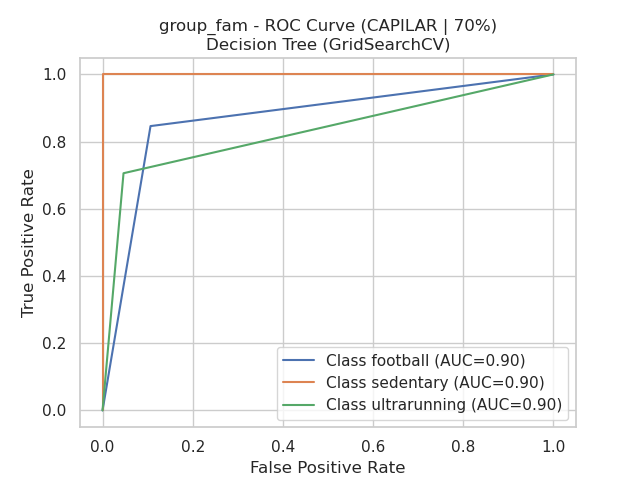 group_fam - ROC Curve (CAPILAR | 70%)
Decision Tree (GridSearchCV)
True Positive Rate
1.0
0.8
0.6
0.4
0.2
0.0
Class football (AUC=0.90)
Class sedentary (AUC=0.90)
Class ultrarunning (AUC=0.90)
0.0 0.2 0.4 0.6 0.8 1.0
False Positive Rate